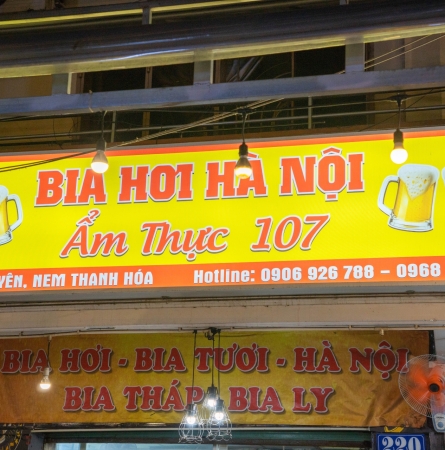 BIA HƠI HÀ NỘI
Ẩm Thực 107
YÊN, NEM THANH HÓA Hotline: 0906 926 788 - 0968
BIA HƠI - BIA TƯƠI - HÀ NỘI
BIA THÁP BIA LY
220